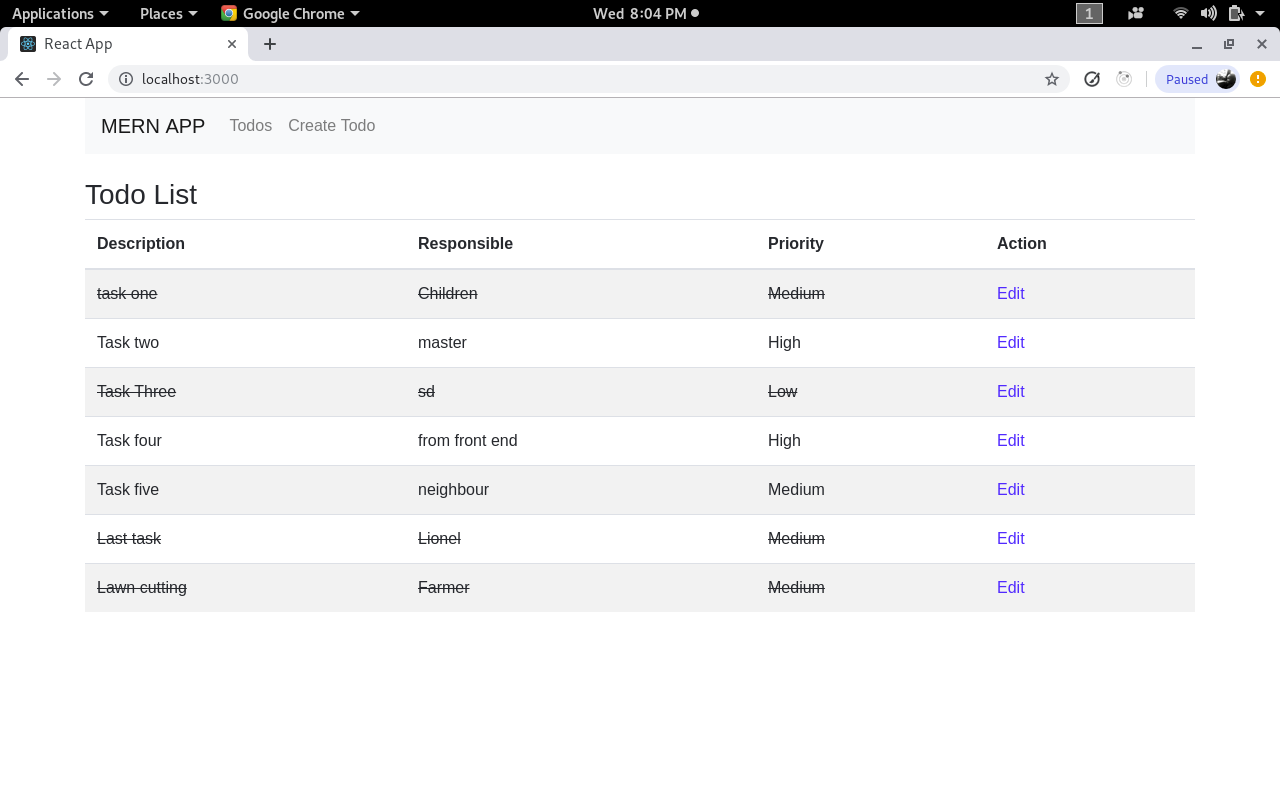 Applications Places Google Chrome Wed 8:04 PM 1
React App
localhost:3000 Paused
MERN APP Todos Create Todo
Todo List
Description Responsible Priority Action
task one Children Medium Edit
Task two master High Edit
Task Three sd Low Edit
Task four from front end High Edit
Task five neighbour Medium Edit
Last task Lionel Medium Edit
Lawn cutting Farmer Medium Edit